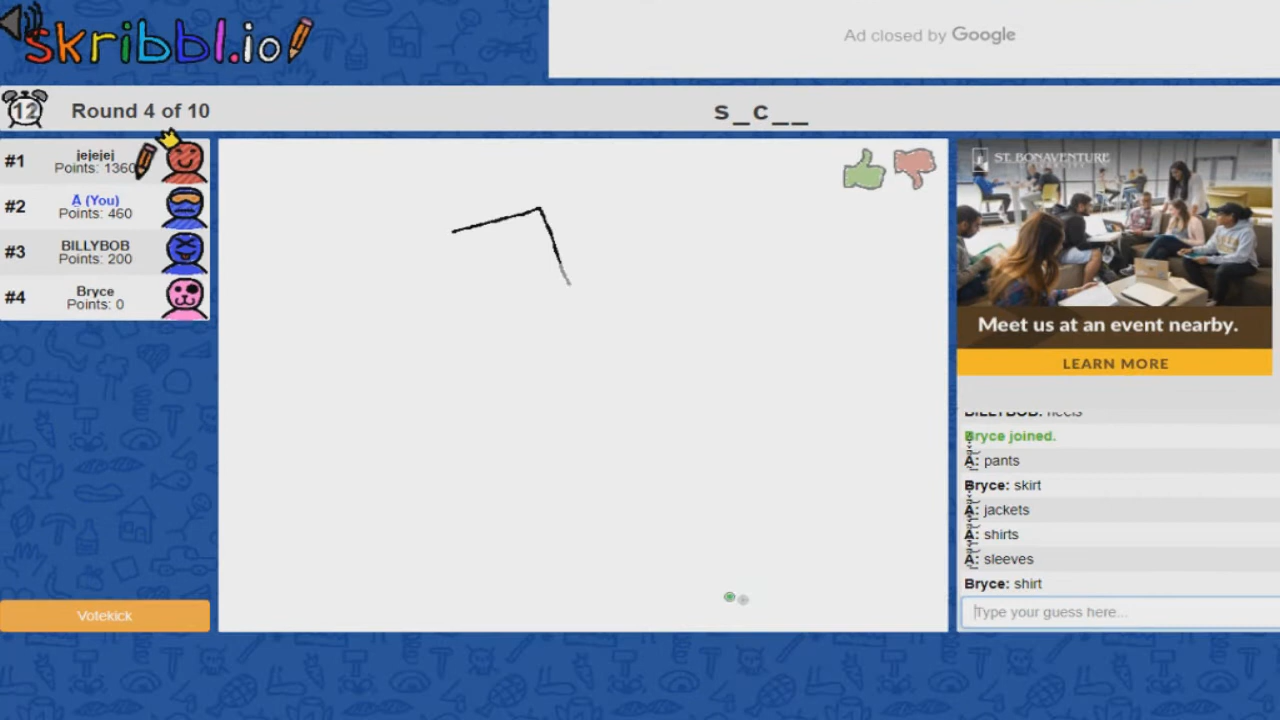 skribbl.io
Ad closed by Google
12
Round 4 of 10
s_c__
#1
jejejej
Points: 1360
#2
Ą (You)
Points: 460
#3
BILLYBOB
Points: 200
#4
Bryce
Points: 0
Votekick
ST. BONAVENTURE
Meet us at an event nearby.
LEARN MORE
BILLYBOB: heels
Bryce joined.
A: pants
Bryce: skirt
A: jackets
A: shirts
A: sleeves
Bryce: shirt
Type your guess here...